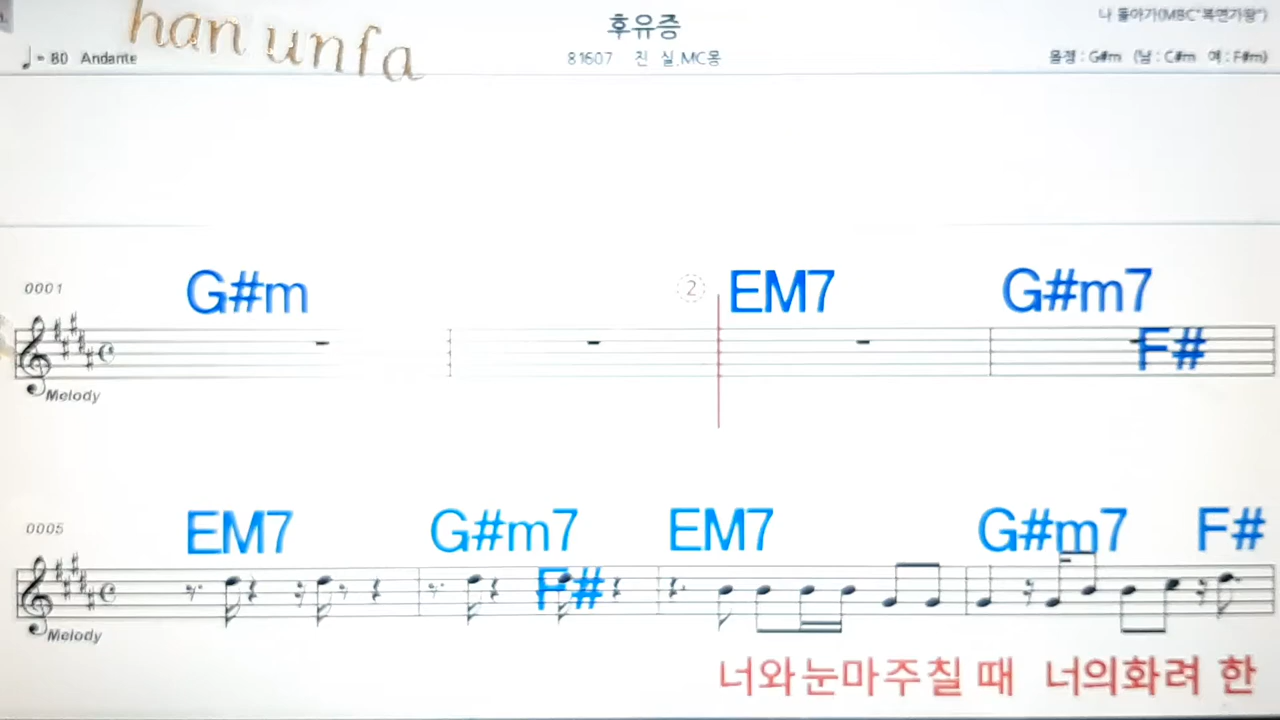 han unfa
후유증
나 돌아가(MBC"복면가왕")
♩= 80 Andante
81607 진 실,MC몽
음정 : G#m (남 : C#m 여 : F#m)
0001 G#m ② EM7 G#m7
F#
Melody
0005 EM7 G#m7 EM7 G#m7 F#
F#
Melody
너와눈마주칠 때 너의화려 한